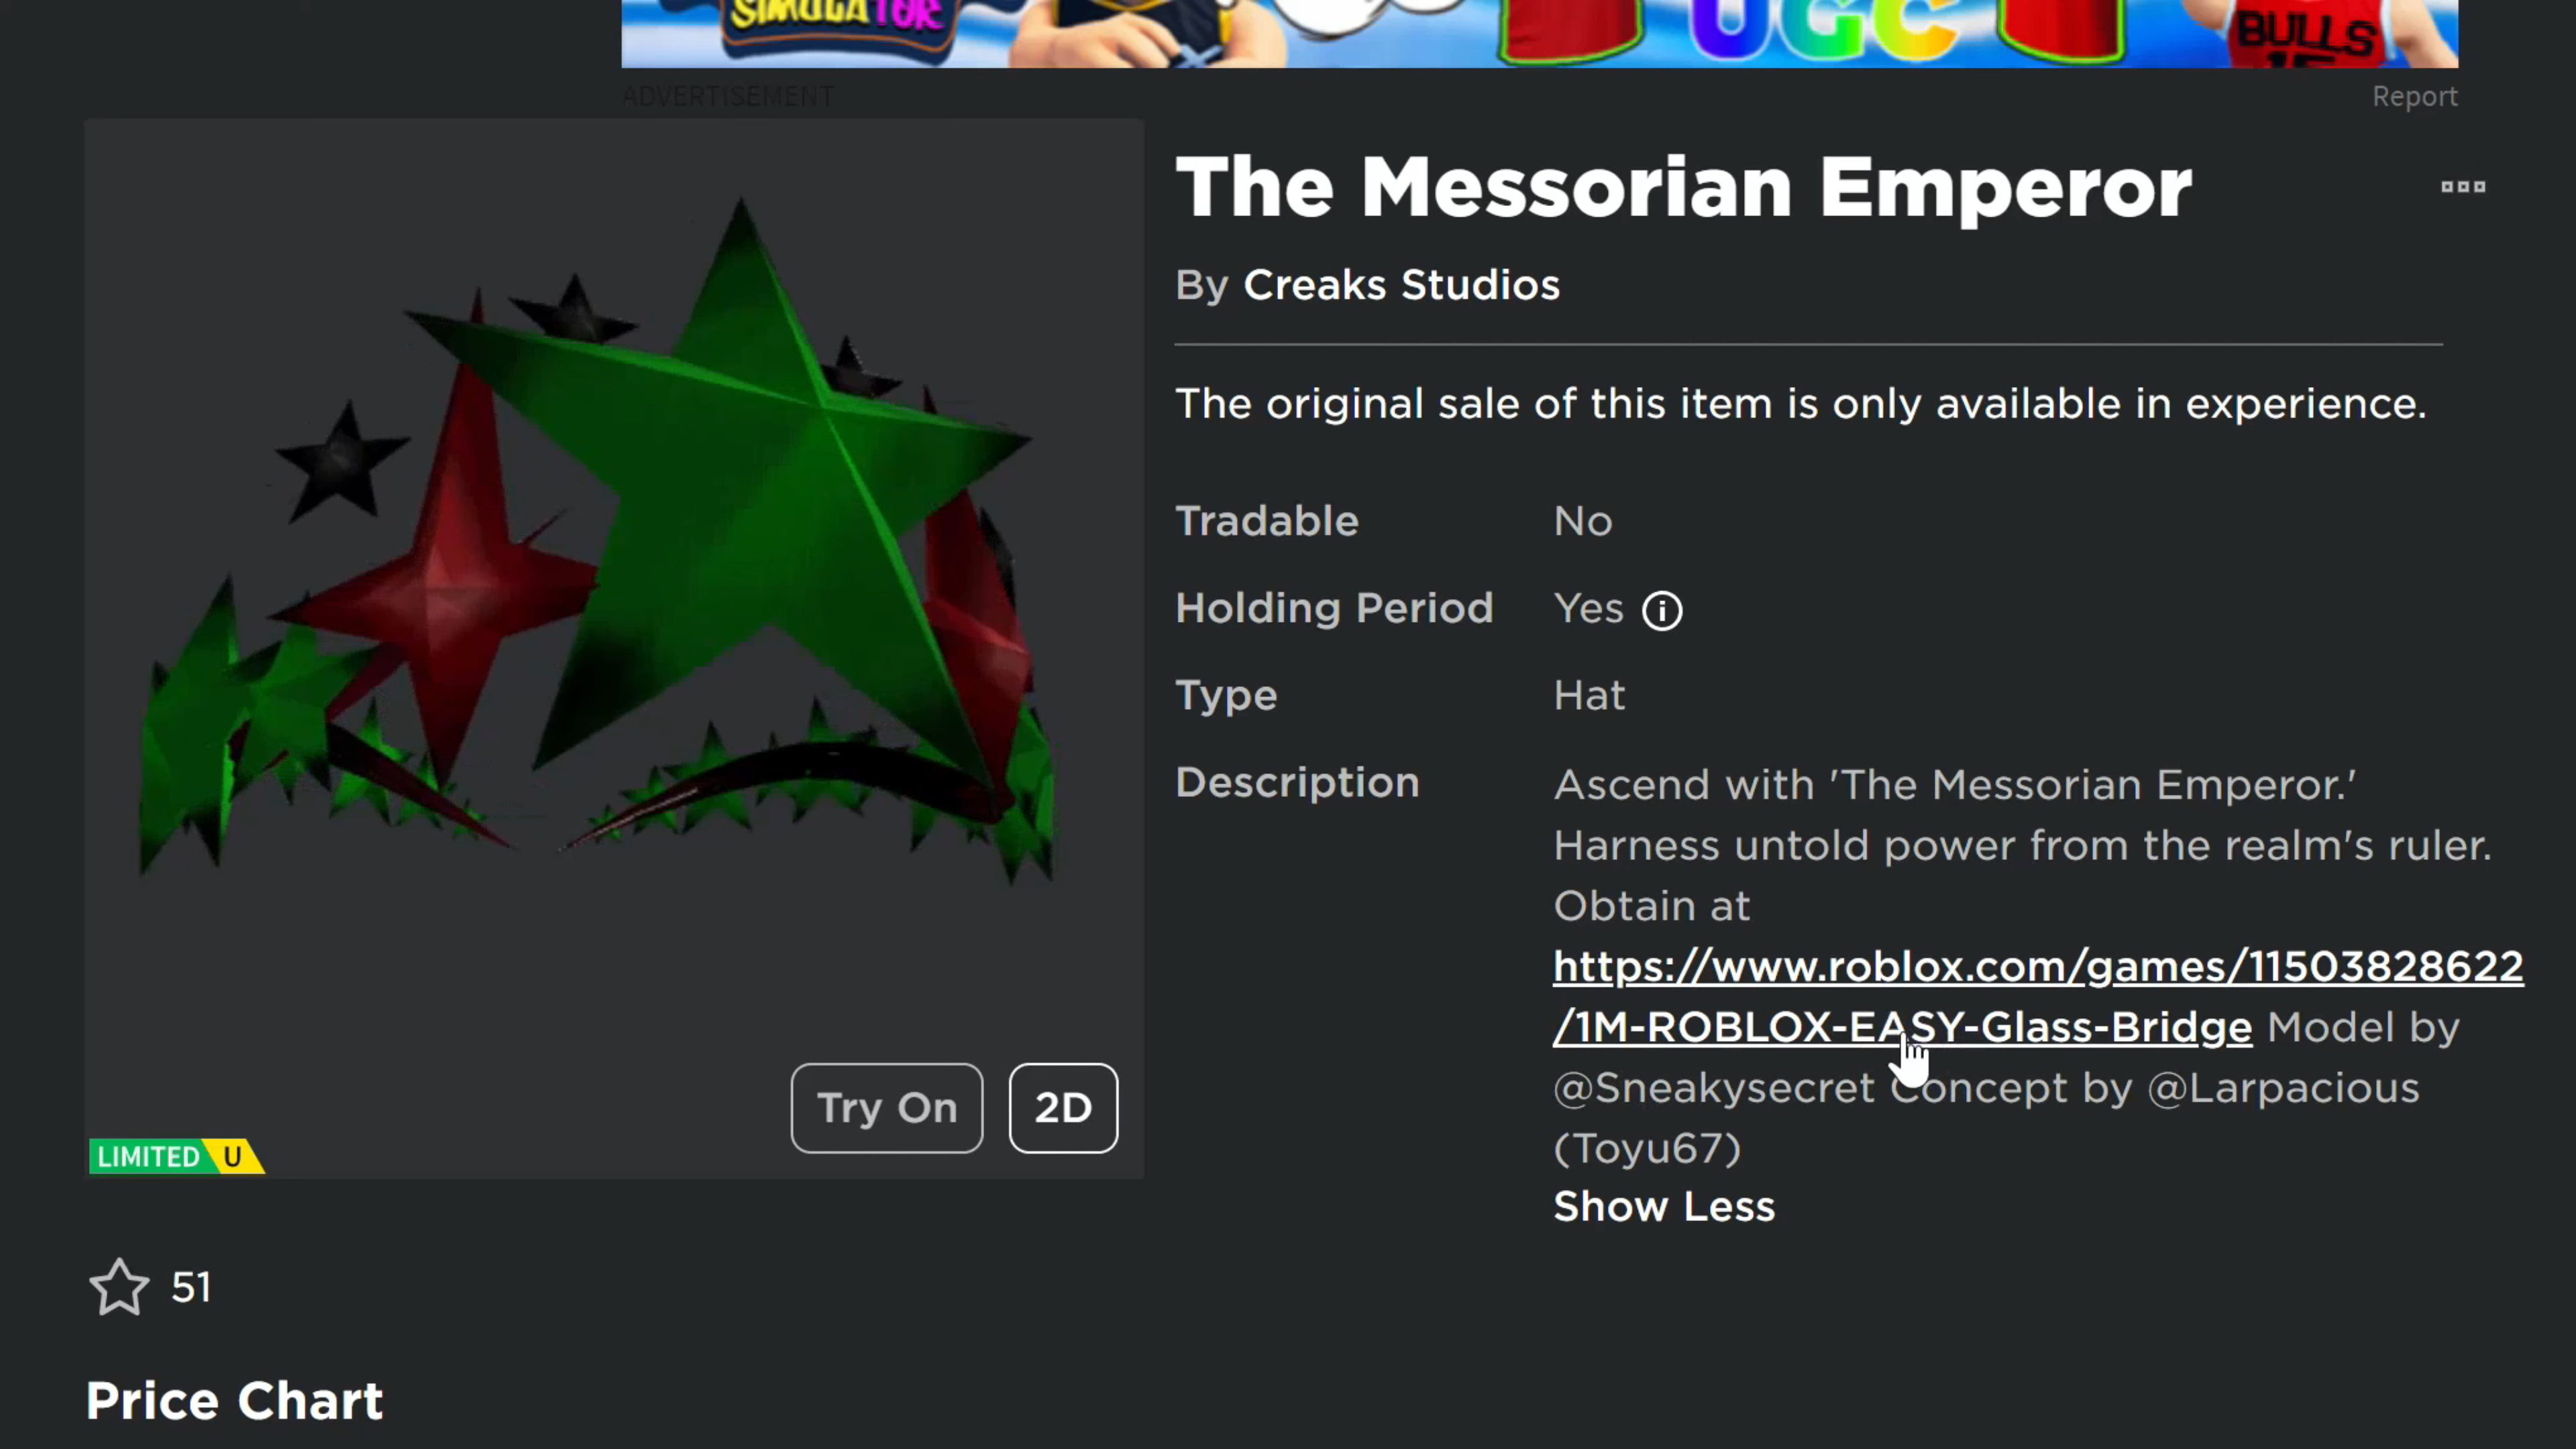 SIMULATOR
UGC
BULLS
ADVERTISEMENT
Report
The Messorian Emperor
By Creaks Studios
The original sale of this item is only available in experience.
Tradable No
Holding Period Yes
Type Hat
Description Ascend with 'The Messorian Emperor.'
Harness untold power from the realm's ruler.
Obtain at
https://www.roblox.com/games/11503828622
/1M-ROBLOX-EASY-Glass-Bridge Model by
@Sneakysecret Concept by @Larpacious
(Toyu67)
Show Less
Try On
2D
LIMITED U
51
Price Chart